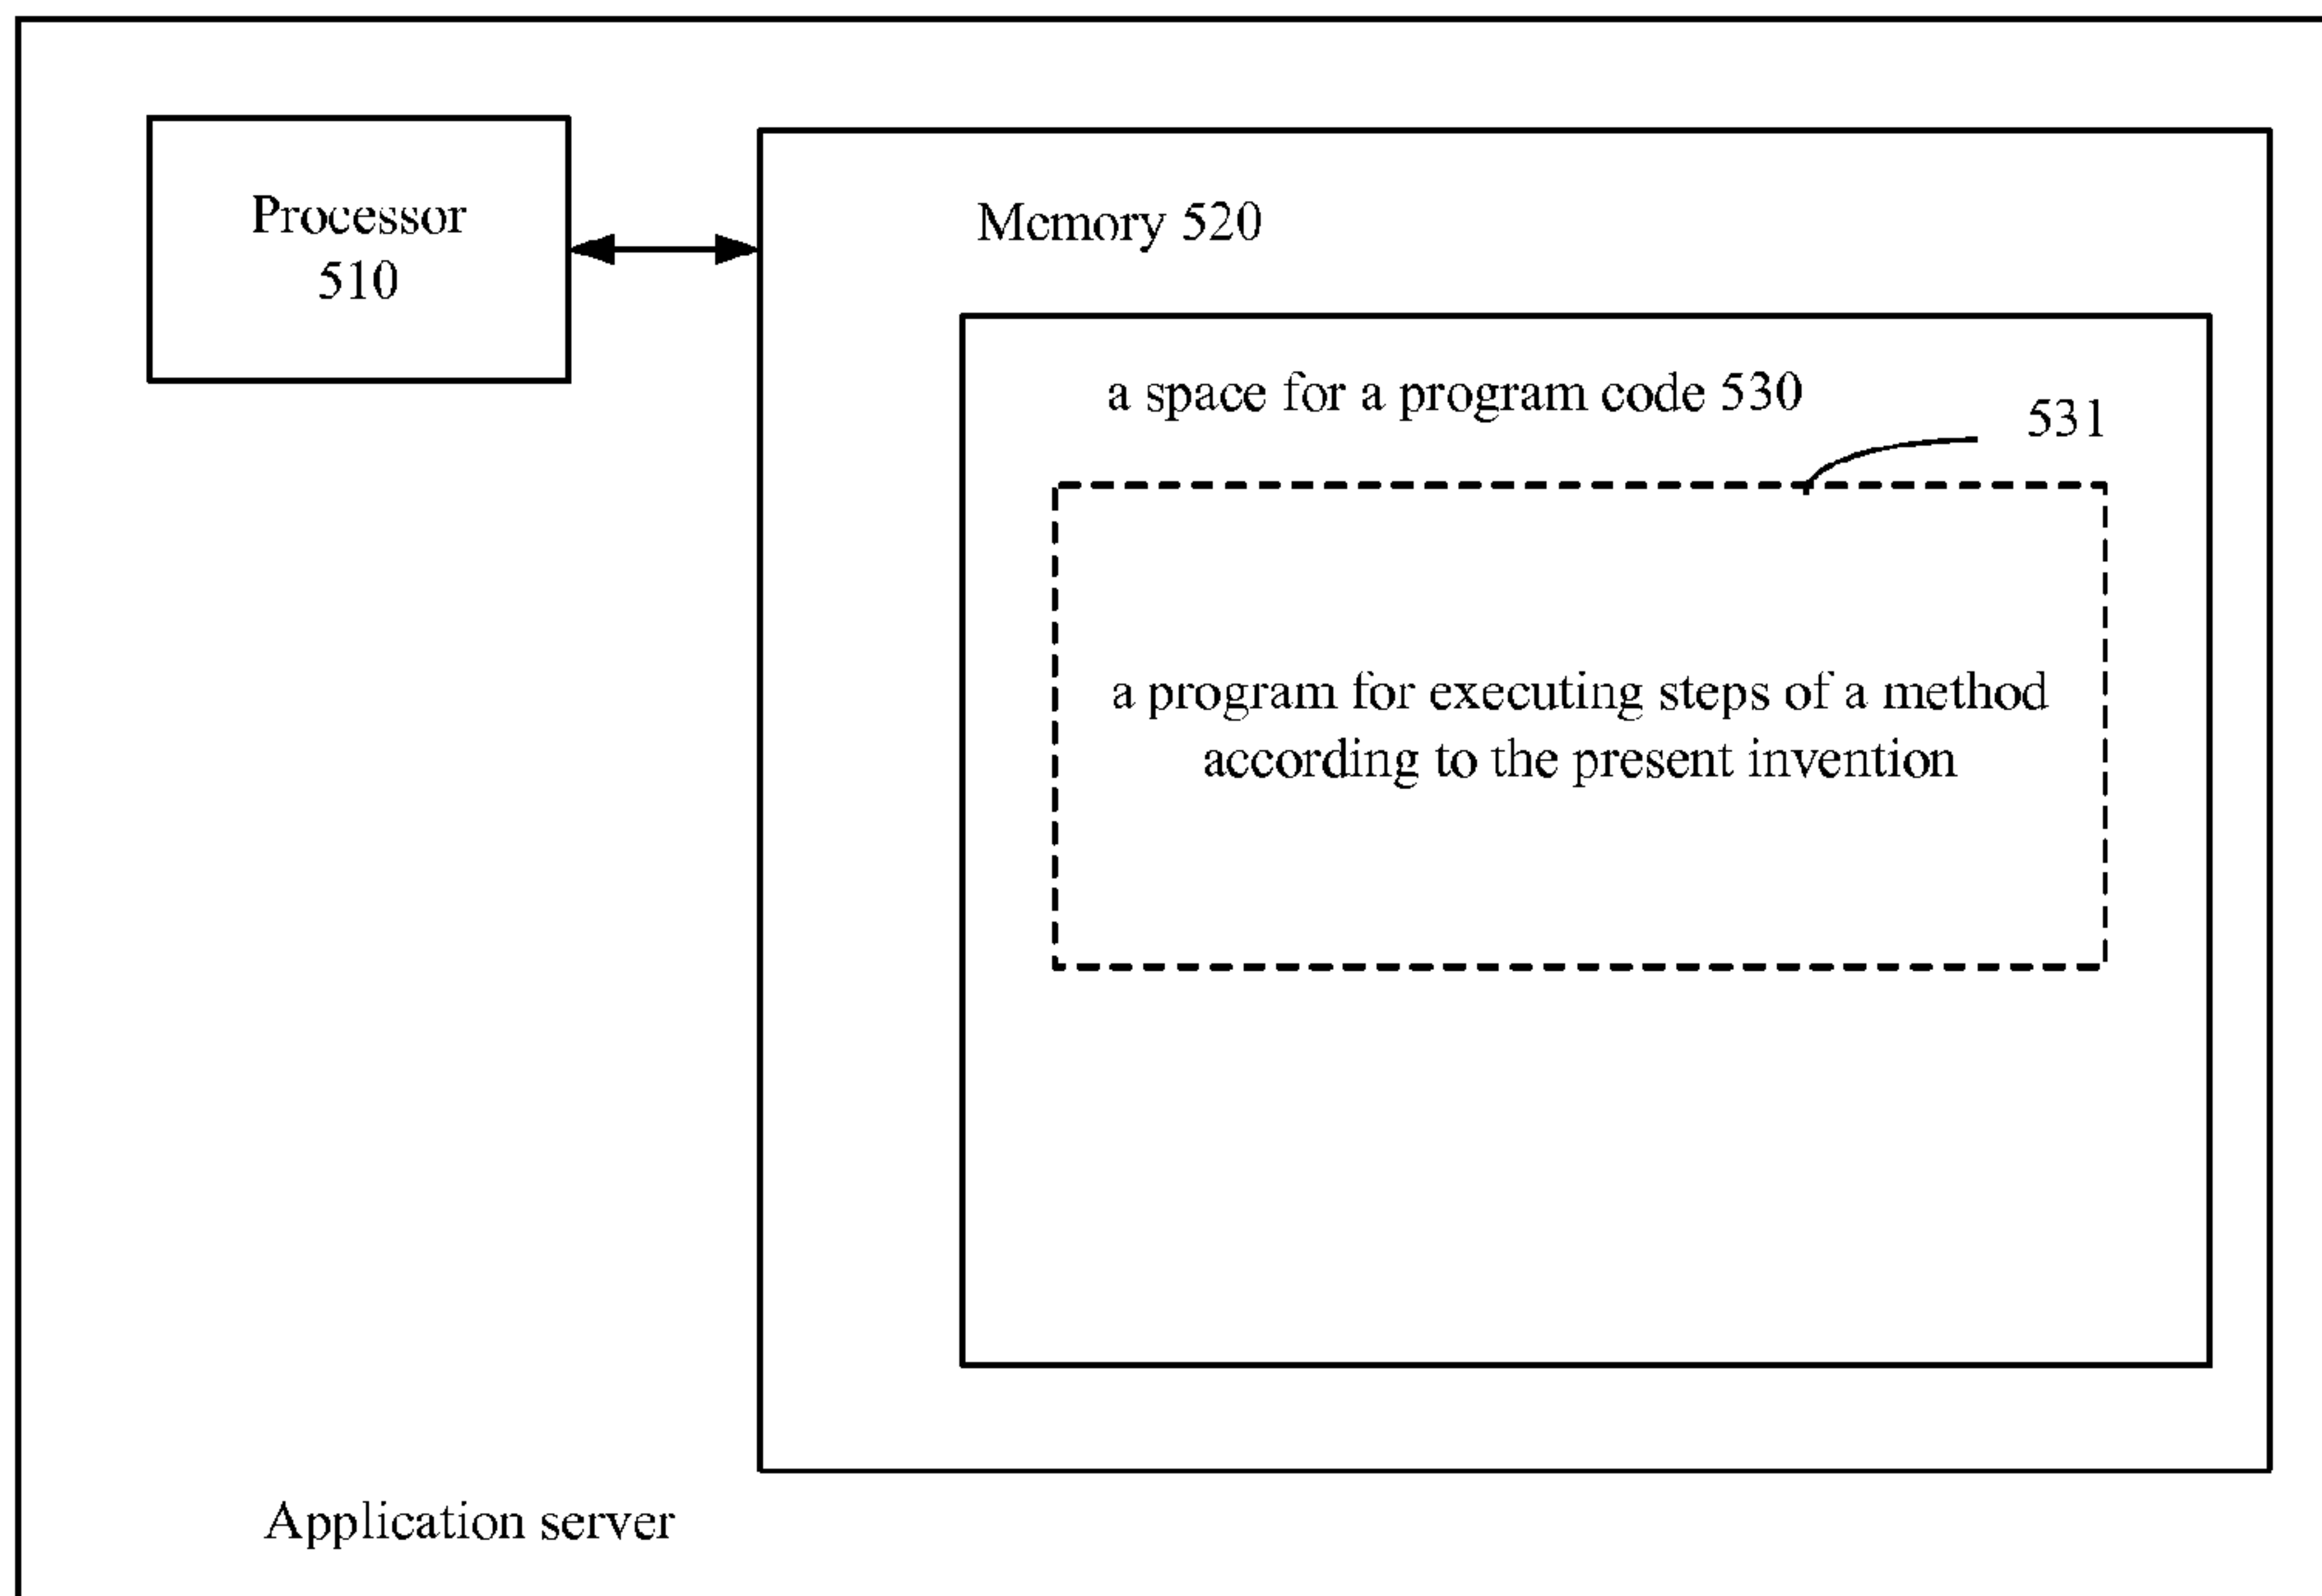 Processor
510
Memory 520
a space for a program code 530
531
a program for executing steps of a method
according to the present invention
Application server